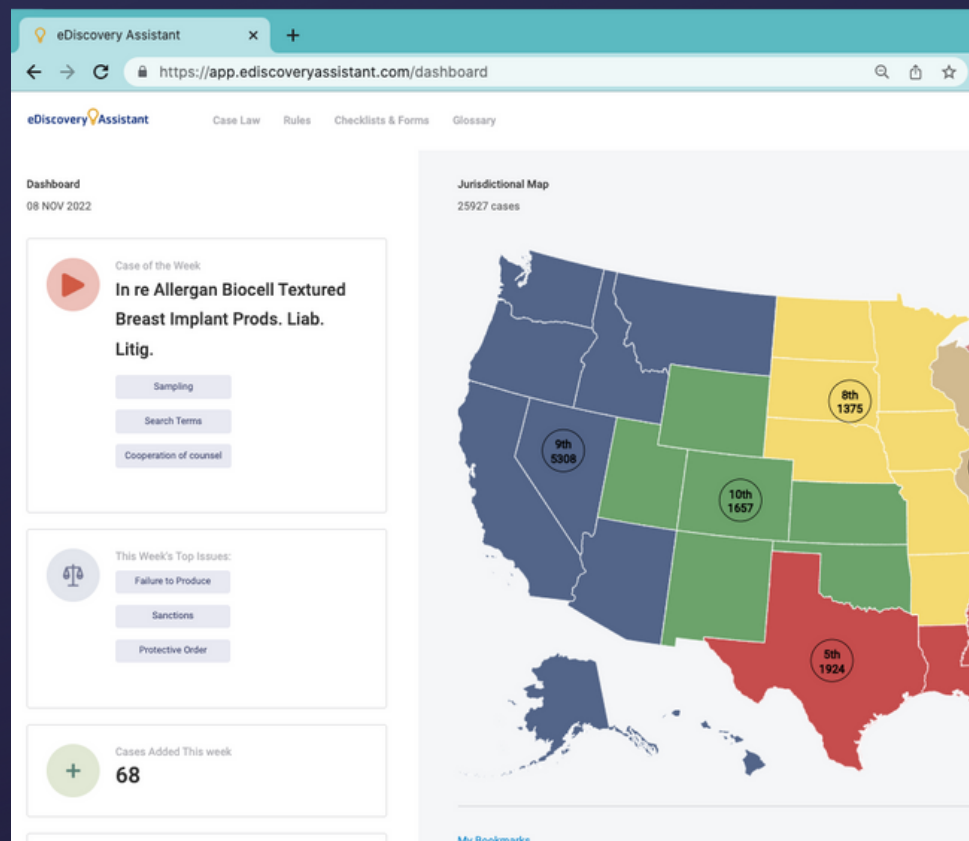 eDiscovery Assistant
https://app.ediscoveryassistant.com/dashboard
eDiscovery Assistant
Case Law Rules Checklists & Forms Glossary
Dashboard
08 NOV 2022
Case of the Week
In re Allergan Biocell Textured
Breast Implant Prods. Liab.
Litig.
Sampling
Search Terms
Cooperation of counsel
This Week's Top Issues:
Failure to Produce
Sanctions
Protective Order
Cases Added This week
68
Jurisdictional Map
25927 cases
8th
1375
9th
5308
10th
1657
5th
1924
My Bookmarks